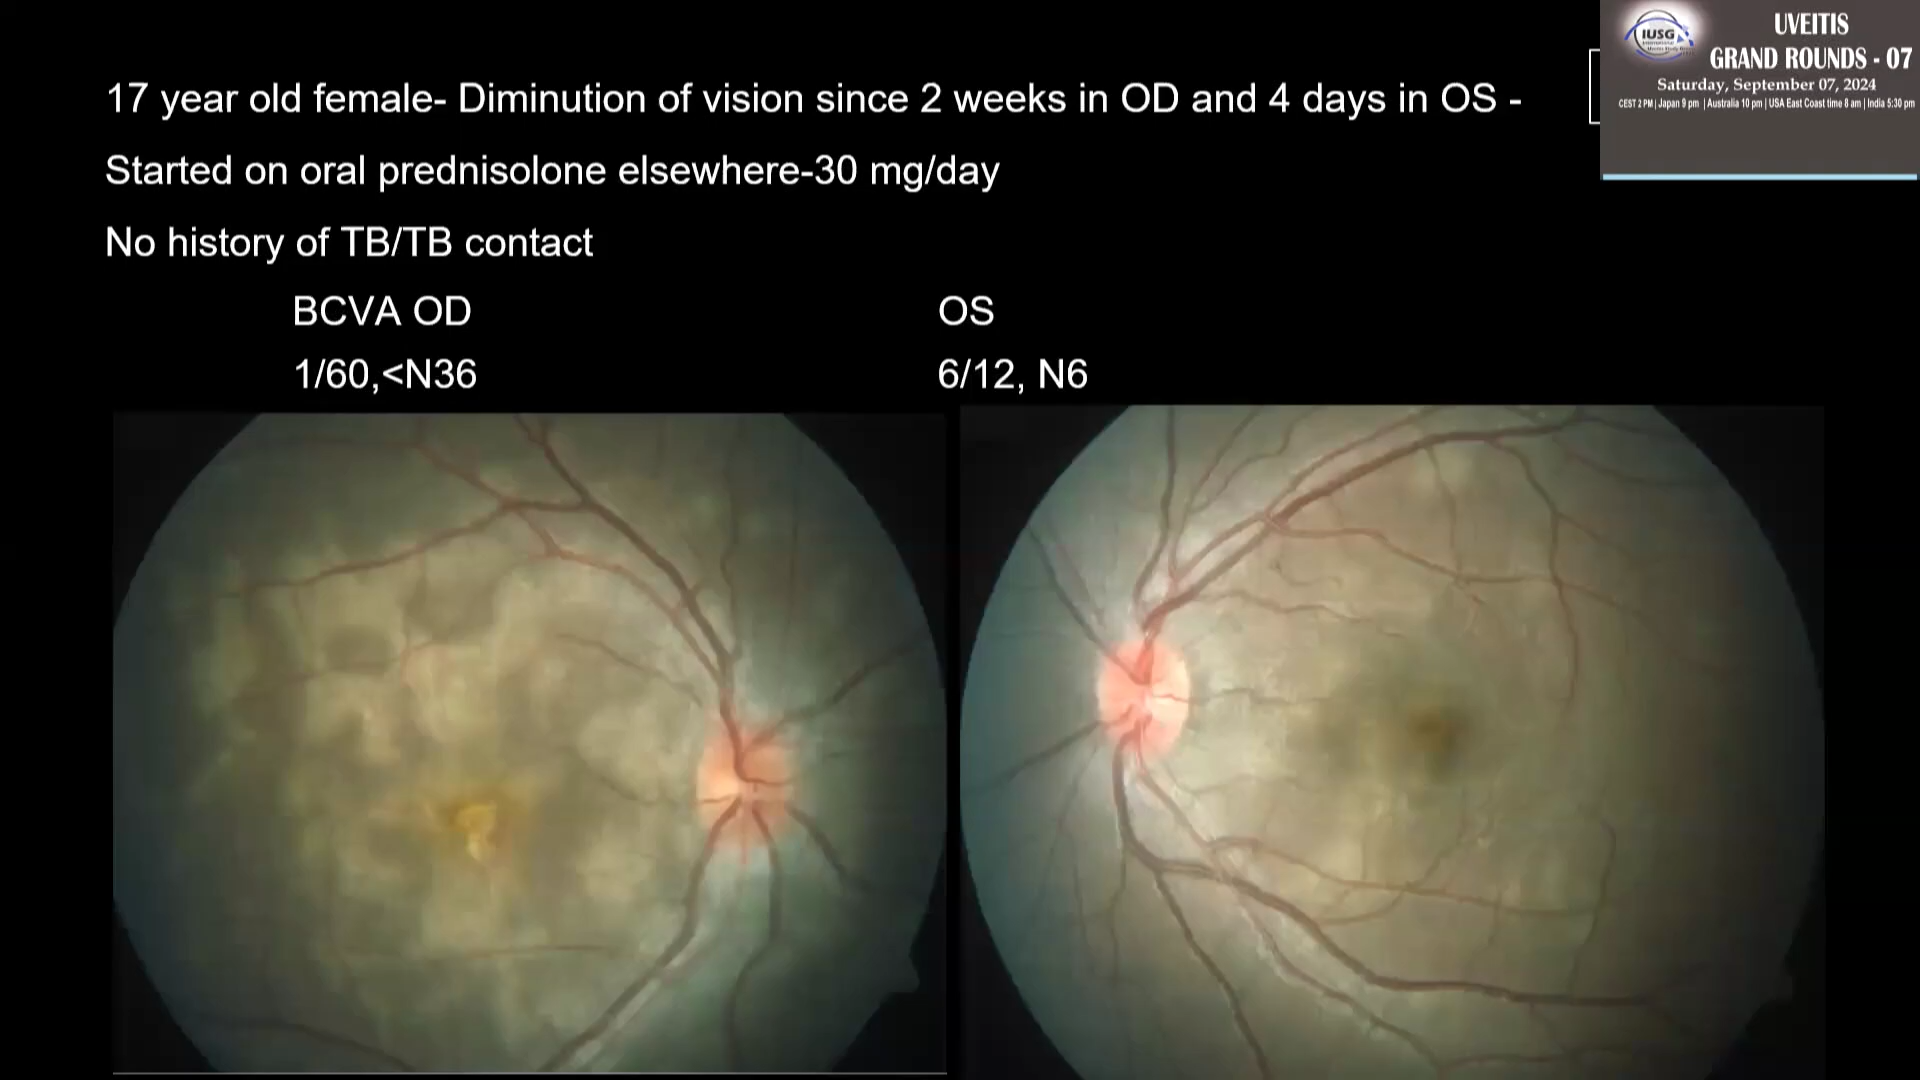 UVEITIS
GRAND ROUNDS - 07
Saturday, September 07, 2024
CEST 2 PM | Japan 9 pm | Australia 10 pm | USA East Coast time 8 am | India 5:30 pm
IUSG
17 year old female- Diminution of vision since 2 weeks in OD and 4 days in OS -
Started on oral prednisolone elsewhere-30 mg/day
No history of TB/TB contact
BCVA OD OS
1/60,<N36 6/12, N6